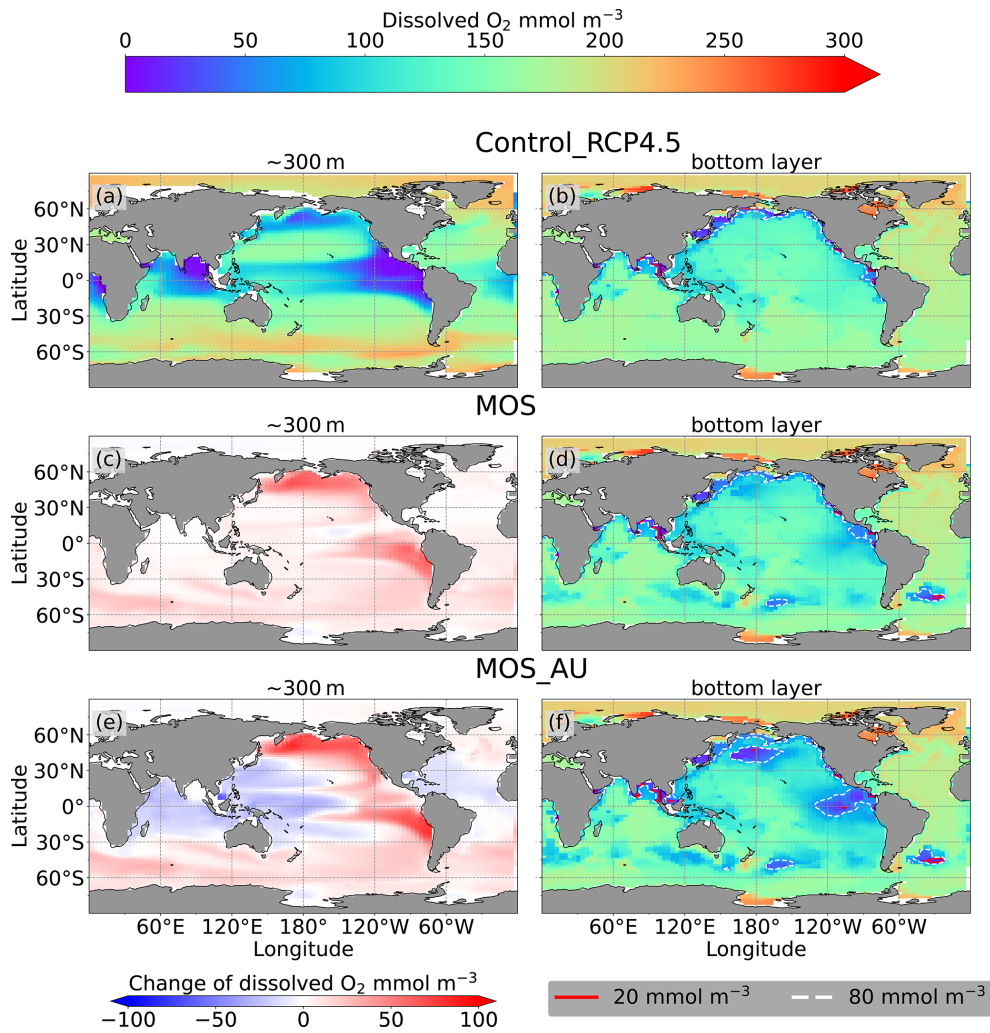 Dissolved O₂ mmol m⁻³
0 50 100 150 200 250 300
Control_RCP4.5
~300 m bottom layer
(a) (b)
Latitude
60°N
30°N
0°
30°S
60°S
MOS
~300 m bottom layer
(c) (d)
Latitude
60°N
30°N
0°
30°S
60°S
MOS_AU
~300 m bottom layer
(e) (f)
Latitude
60°N
30°N
0°
30°S
60°S
60°E 120°E 180° 120°W 60°W 60°E 120°E 180° 120°W 60°W
Longitude Longitude
Change of dissolved O₂ mmol m⁻³
−100 −50 0 50 100
20 mmol m⁻³ 80 mmol m⁻³